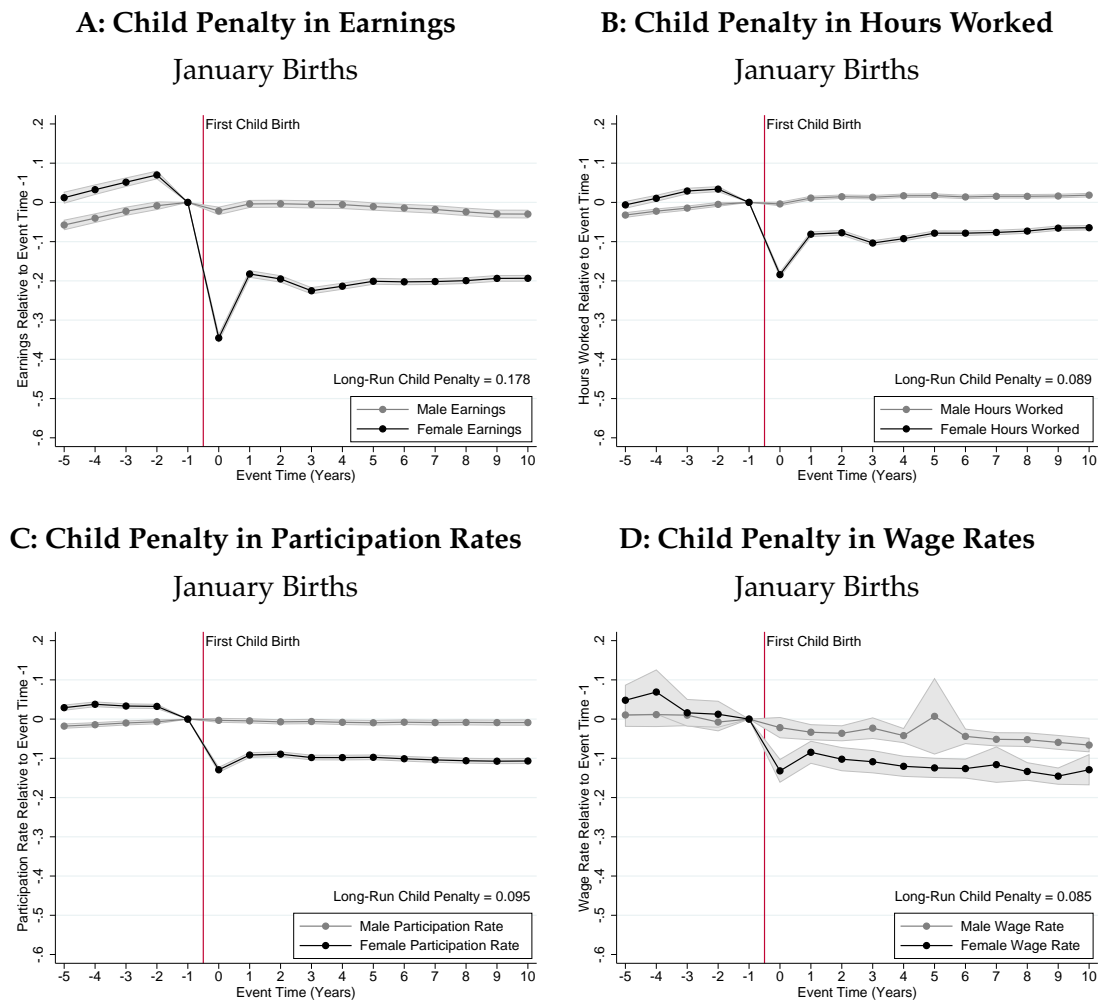 A: Child Penalty in Earnings
January Births
Earnings Relative to Event Time -1
.2
.1
0
-.1
-.2
-.3
-.4
-.5
-.6
First Child Birth
Long-Run Child Penalty = 0.178
Male Earnings
Female Earnings
-5 -4 -3 -2 -1 0 1 2 3 4 5 6 7 8 9 10
Event Time (Years)
B: Child Penalty in Hours Worked
January Births
Hours Worked Relative to Event Time -1
.2
.1
0
-.1
-.2
-.3
-.4
-.5
-.6
First Child Birth
Long-Run Child Penalty = 0.089
Male Hours Worked
Female Hours Worked
-5 -4 -3 -2 -1 0 1 2 3 4 5 6 7 8 9 10
Event Time (Years)
C: Child Penalty in Participation Rates
January Births
Participation Rate Relative to Event Time -1
.2
.1
0
-.1
-.2
-.3
-.4
-.5
-.6
First Child Birth
Long-Run Child Penalty = 0.095
Male Participation Rate
Female Participation Rate
-5 -4 -3 -2 -1 0 1 2 3 4 5 6 7 8 9 10
Event Time (Years)
D: Child Penalty in Wage Rates
January Births
Wage Rate Relative to Event Time -1
.2
.1
0
-.1
-.2
-.3
-.4
-.5
-.6
First Child Birth
Long-Run Child Penalty = 0.085
Male Wage Rate
Female Wage Rate
-5 -4 -3 -2 -1 0 1 2 3 4 5 6 7 8 9 10
Event Time (Years)